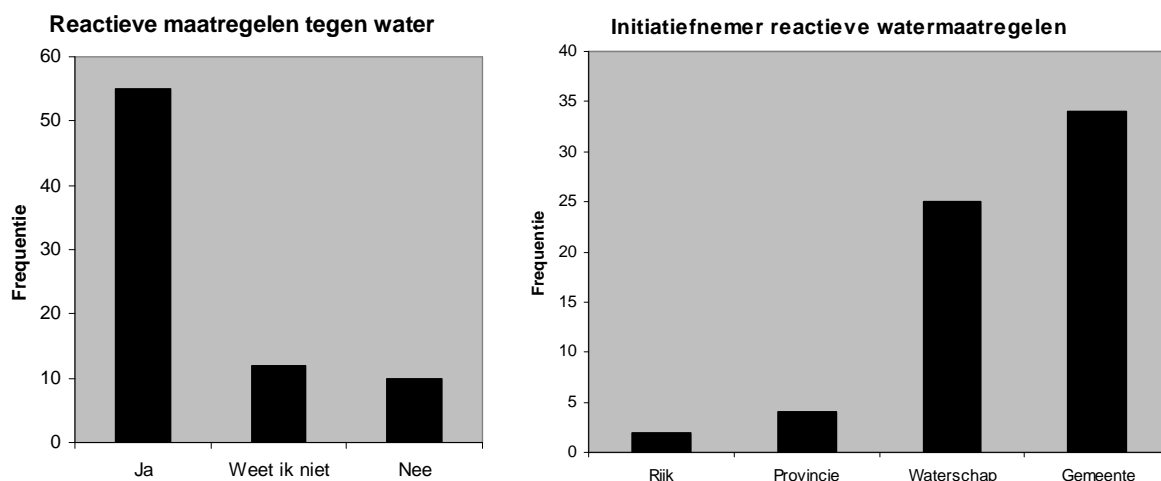 Reactieve maatregelen tegen water
60
50
40
30
20
10
0
Frequentie
Ja Weet ik niet Nee
Initiatiefnemer reactieve watermaatregelen
40
35
30
25
20
15
10
5
0
Frequentie
Rijk Provincie Waterschap Gemeente